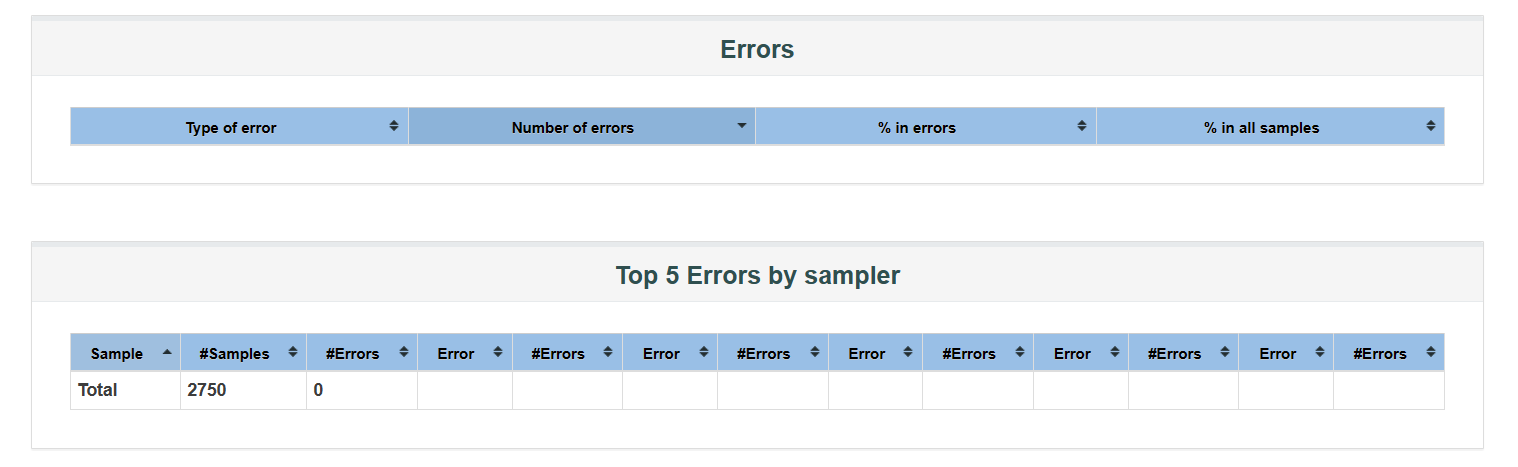 Errors
Type of error Number of errors % in errors % in all samples
Top 5 Errors by sampler
Sample #Samples #Errors Error #Errors Error #Errors Error #Errors Error #Errors Error #Errors
Total 2750 0